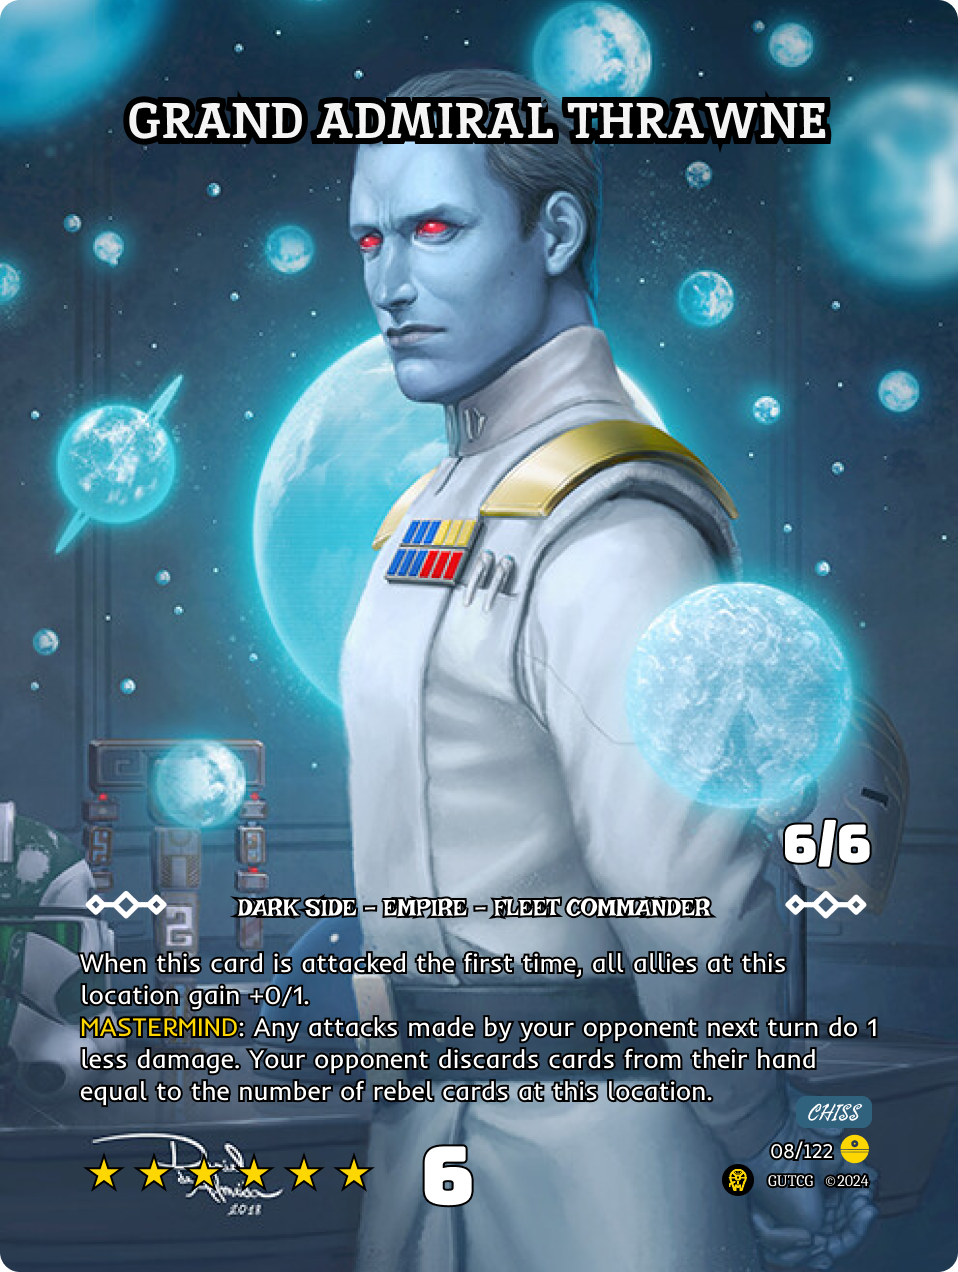 GRAND ADMIRAL THRAWNE
6/6
DARK SIDE – EMPIRE – FLEET COMMANDER
When this card is attacked the first time, all allies at this
location gain +0/1.
MASTERMIND: Any attacks made by your opponent next turn do 1
less damage. Your opponent discards cards from their hand
equal to the number of rebel cards at this location.
CHISS
08/122
6
GUTCG ©2024
2018